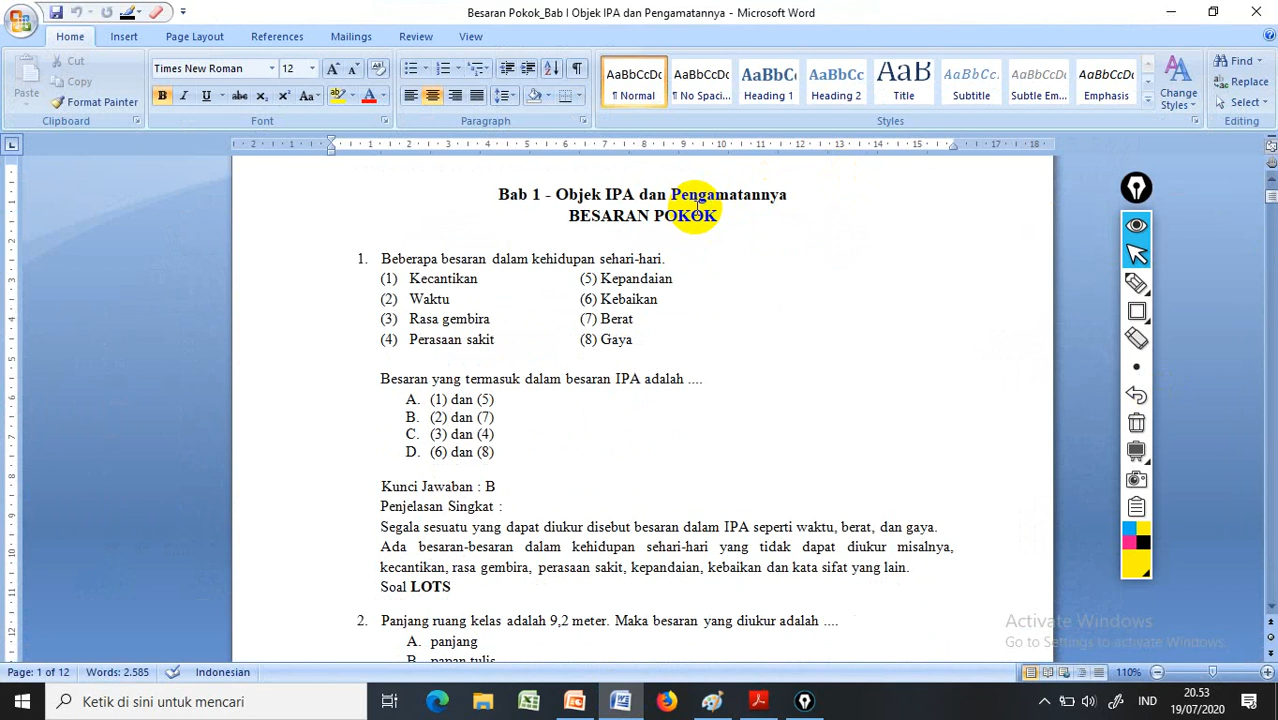 Besaran Pokok_Bab I Objek IPA dan Pengamatannya - Microsoft Word
Home Insert Page Layout References Mailings Review View
Paste
Cut
Copy
Format Painter
Clipboard
Times New Roman 12
B I U abc X₂ X² Aa
Font
Paragraph
AaBbCcDc AaBbCcDc AaBbC AaBbCc AaB AaBbCc. AaBbCcDc AaBbCcDc
¶ Normal ¶ No Spaci... Heading 1 Heading 2 Title Subtitle Subtle Em... Emphasis
Styles
Change Styles
Find
Replace
Select
Editing
Bab 1 - Objek IPA dan Pengamatannya
BESARAN POKOK
1. Beberapa besaran dalam kehidupan sehari-hari.
(1) Kecantikan (5) Kepandaian
(2) Waktu (6) Kebaikan
(3) Rasa gembira (7) Berat
(4) Perasaan sakit (8) Gaya
Besaran yang termasuk dalam besaran IPA adalah ....
A. (1) dan (5)
B. (2) dan (7)
C. (3) dan (4)
D. (6) dan (8)
Kunci Jawaban : B
Penjelasan Singkat :
Segala sesuatu yang dapat diukur disebut besaran dalam IPA seperti waktu, berat, dan gaya.
Ada besaran-besaran dalam kehidupan sehari-hari yang tidak dapat diukur misalnya,
kecantikan, rasa gembira, perasaan sakit, kepandaian, kebaikan dan kata sifat yang lain.
Soal LOTS
2. Panjang ruang kelas adalah 9,2 meter. Maka besaran yang diukur adalah ....
A. panjang
B. papan tulis
Activate Windows
Go to Settings to activate Windows.
Page: 1 of 12 Words: 2.585 Indonesian 110%
Ketik di sini untuk mencari
IND
20.53
19/07/2020